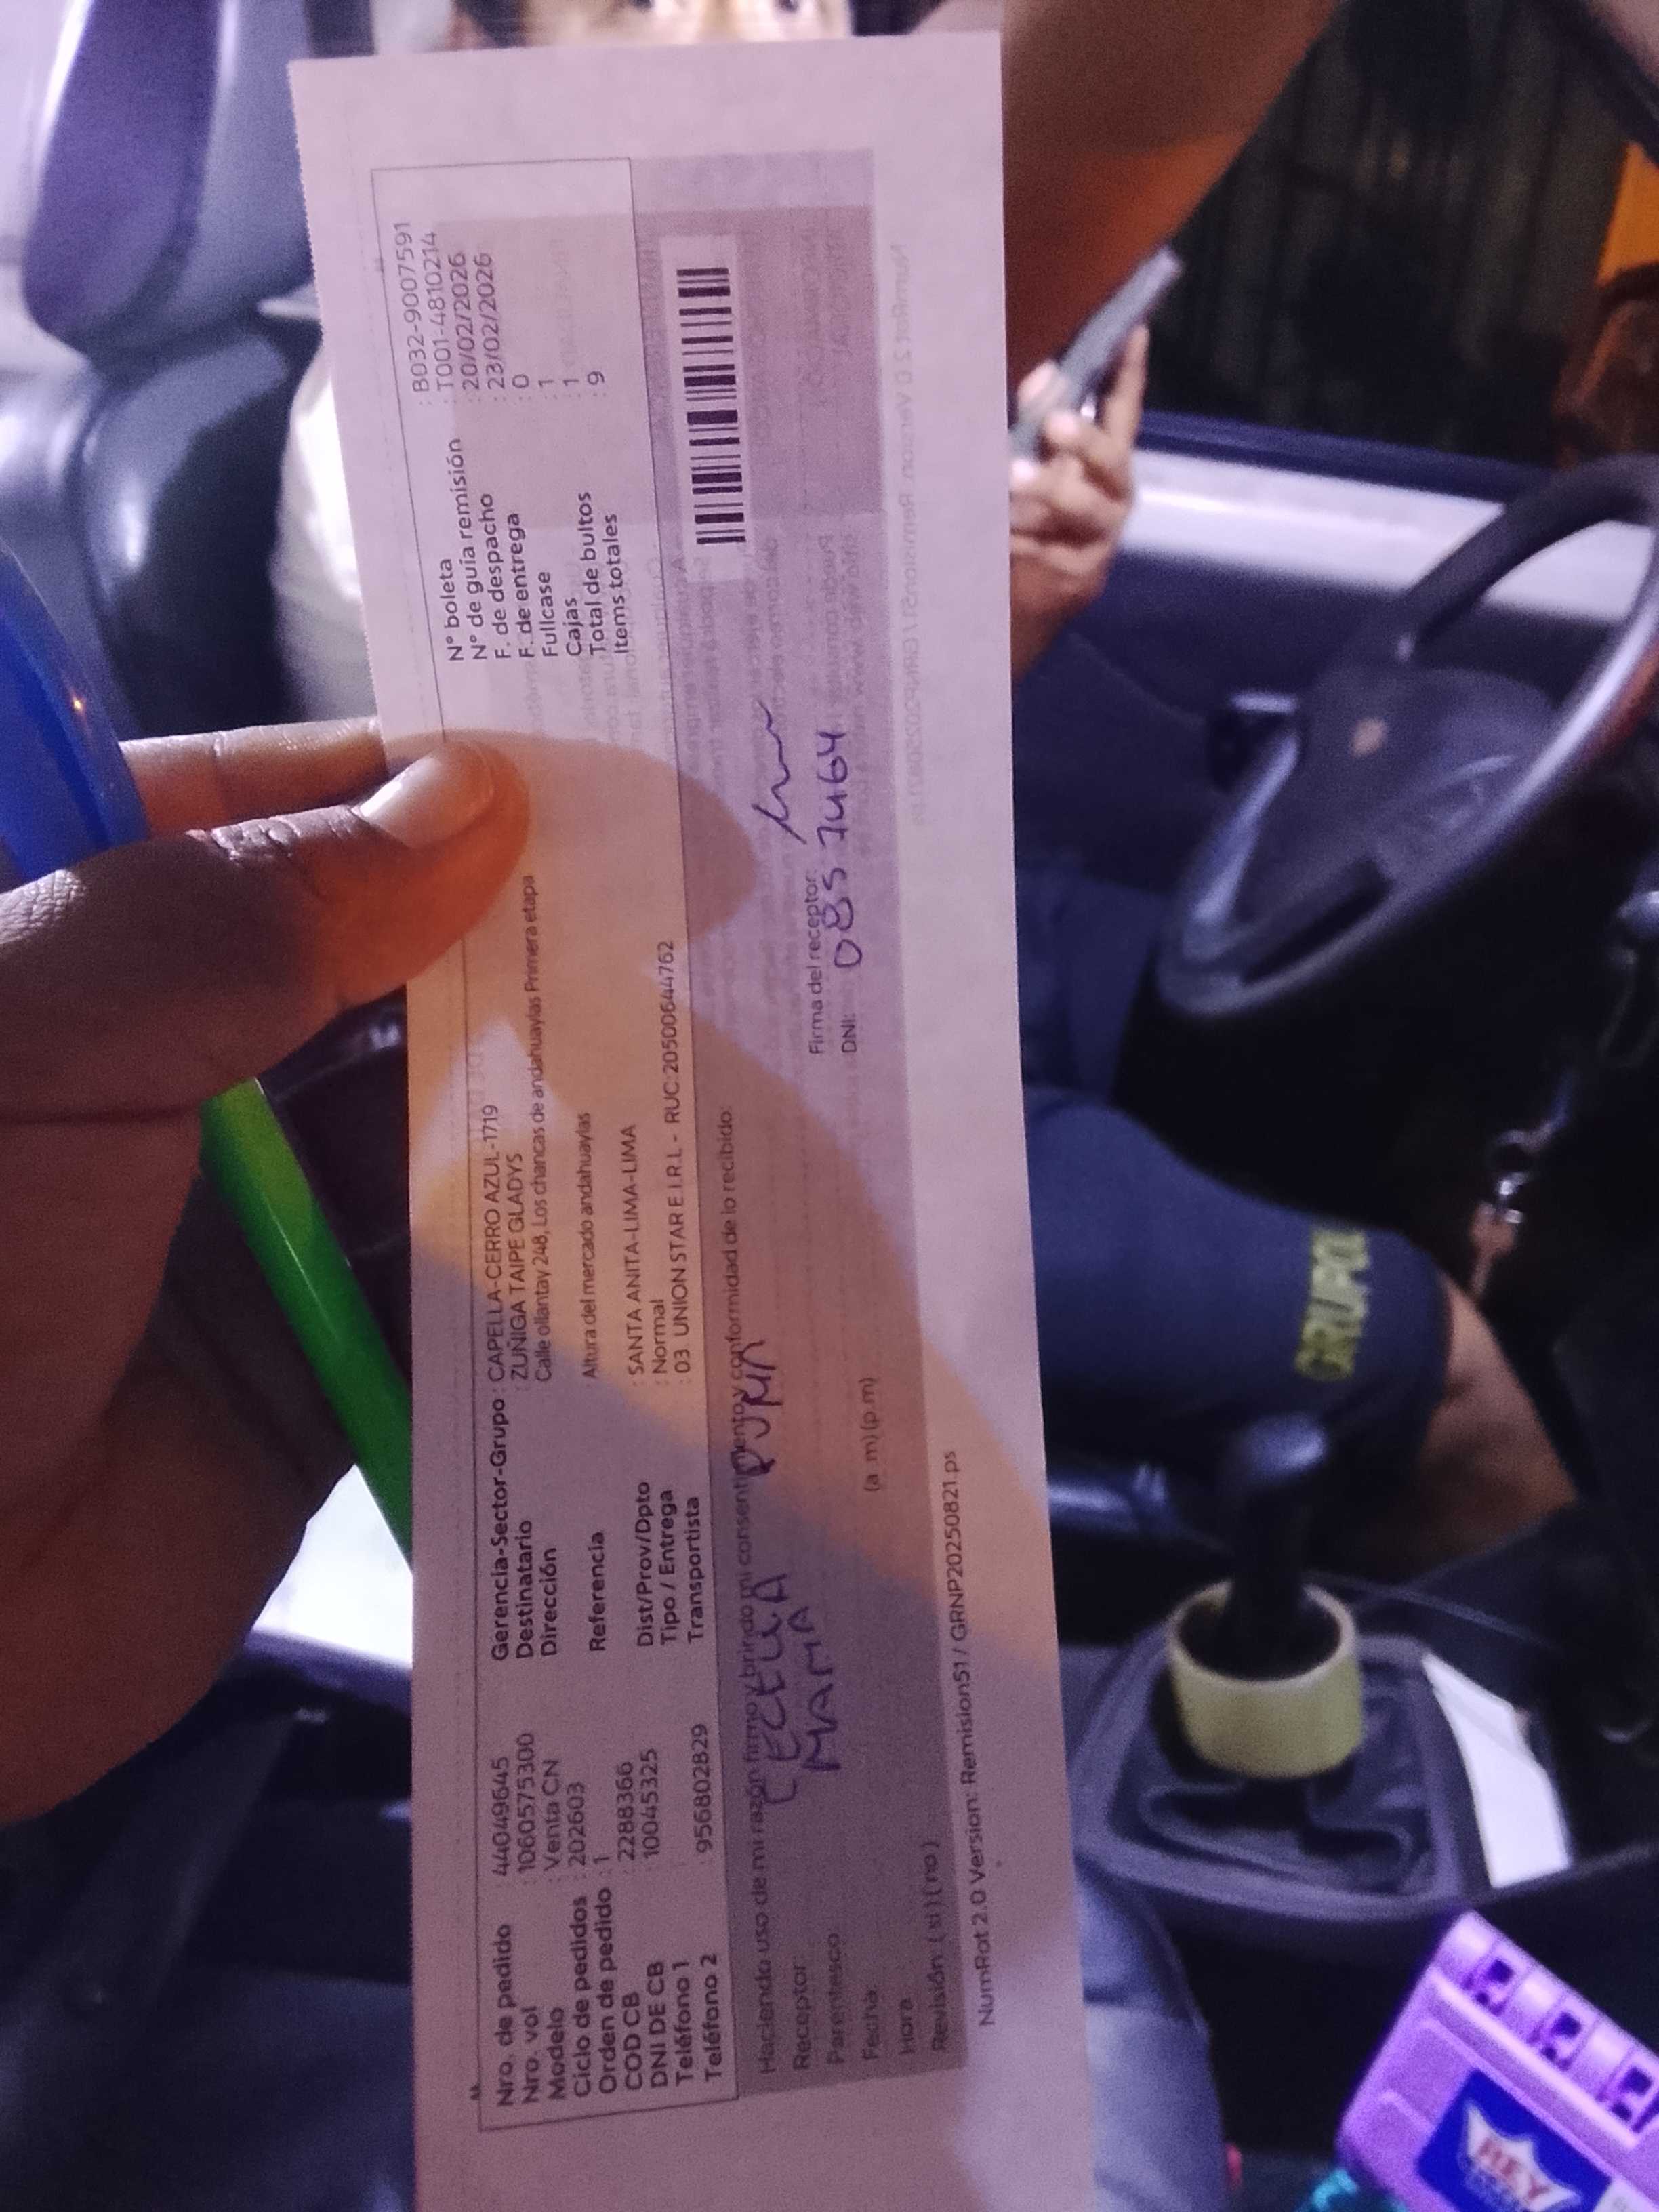 Nro. de pedido : 44049645
Nro. vol : 1060575300
Modelo : Venta CN
Ciclo de pedidos : 202603
Orden de pedido : 1
COD CB : 2288366
DNI DE CB : 10045325
Teléfono 1
Teléfono 2 : 956802829
Gerencia-Sector-Grupo : CAPELLA-CERRO AZUL-1719
Destinatario : ZUÑIGA TAIPE GLADYS
Dirección : Calle ollantay 248, Los chancas de andahuaylas Primera etapa
Referencia : Altura del mercado andahuaylas
Dist/Prov/Dpto : SANTA ANITA-LIMA-LIMA
Tipo / Entrega : Normal
Transportista : 03 UNION STAR E.I.R.L - RUC:20500644762
N° boleta : B032-9007591
N° de guía remisión : T001-4810214
F. de despacho : 20/02/2026
F. de entrega : 23/02/2026
Fullcase : 0
Cajas : 1
Total de bultos : 1
Items totales : 9
Haciendo uso de mi razón firmo y brindo mi consentimiento y conformidad de lo recibido:
Receptor: CECELIA PUMA
Parentesco MAMA
Fecha:
Hora (a m) (p.m)
Revisión: ( si ) ( no )
Firma del receptor:
DNI: 08574464
NumRot 2.0 Version: Remision51 / GRNP20250821.ps
GRUPO
REY